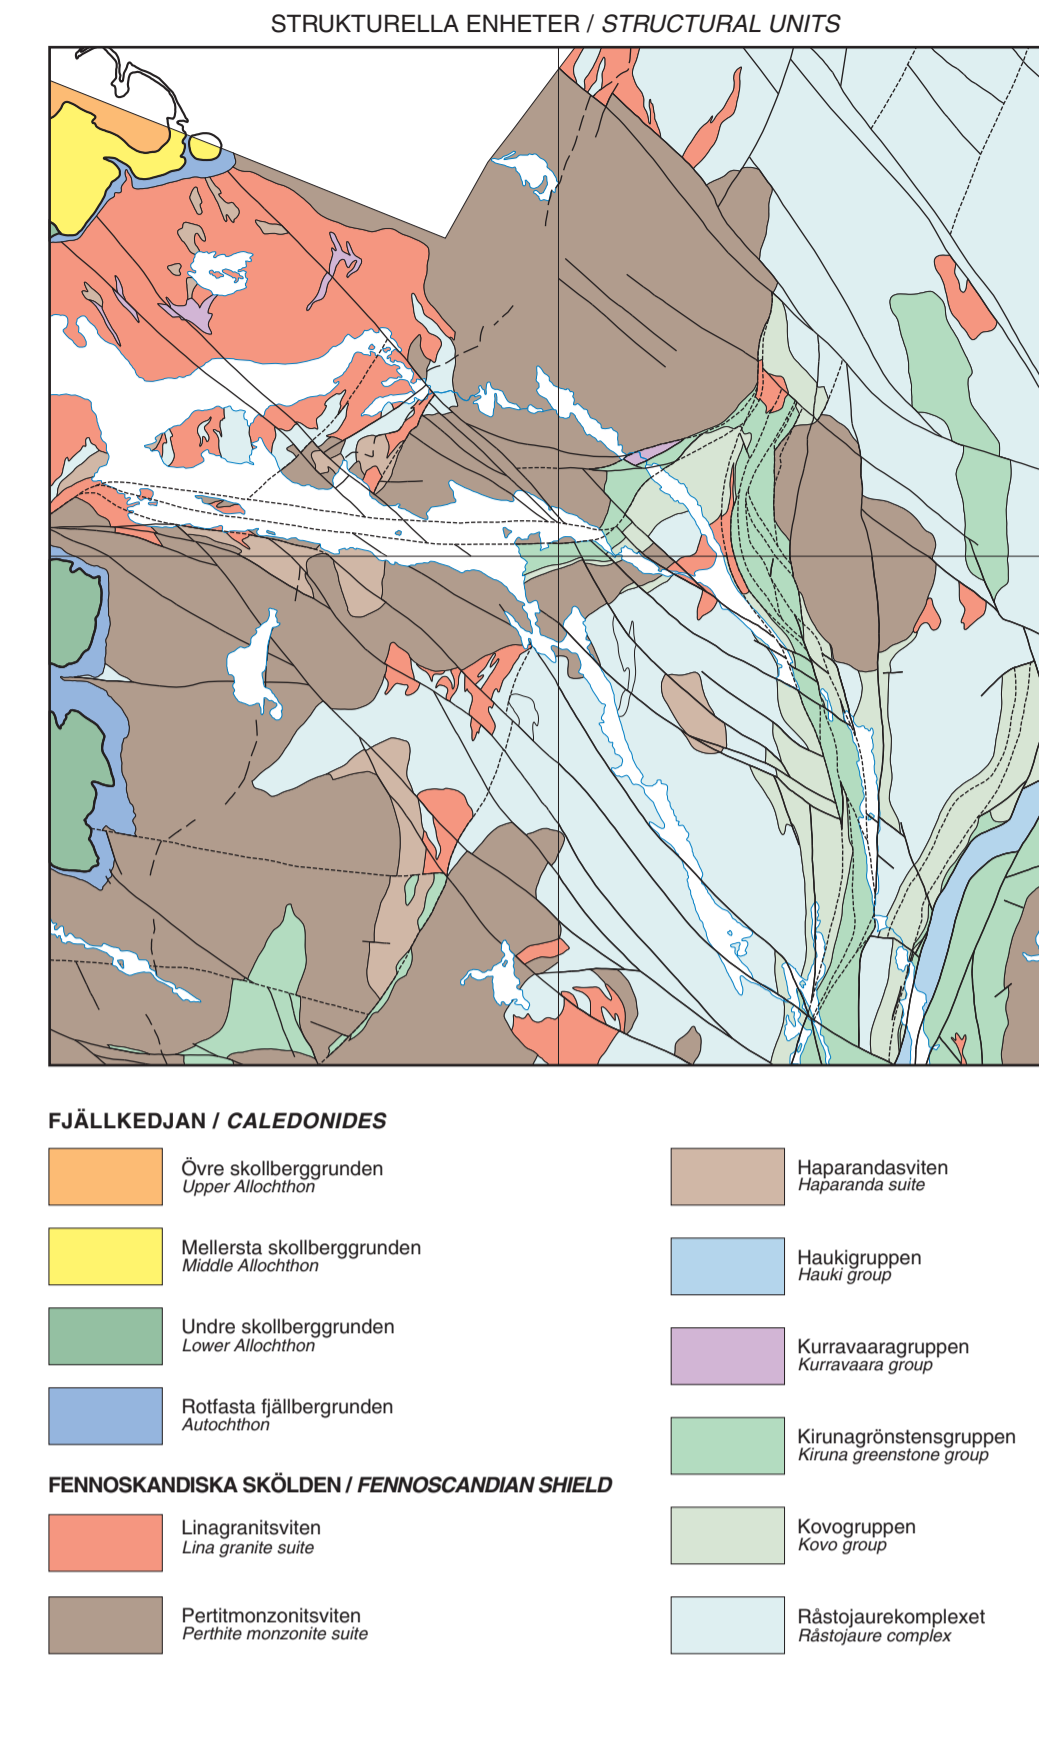 STRUKTURELLA ENHETER / STRUCTURAL UNITS
FJÄLLKEDJAN / CALEDONIDES
Övre skollberggrunden
Upper Allochthon
Mellersta skollberggrunden
Middle Allochthon
Undre skollberggrunden
Lower Allochthon
Rotfasta fjällbergrunden
Autochthon
FENNOSKANDISKA SKÖLDEN / FENNOSCANDIAN SHIELD
Linagranitsviten
Lina granite suite
Pertitmonzonitsviten
Perthite monzonite suite
Haparandasviten
Haparanda suite
Haukigruppen
Hauki group
Kurravaaragruppen
Kurravaara group
Kirunagrönstensgruppen
Kiruna greenstone group
Kovogruppen
Kovo group
Råstojaurekomplexet
Råstojaure complex